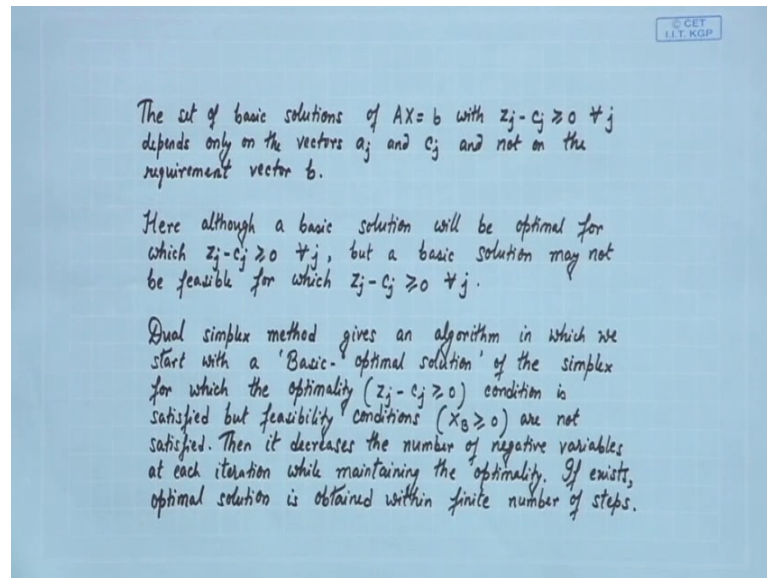 © CET
I.I.T. KGP
The set of basic solutions of AX= b with Zj - Cj ≥ 0 ∀ j
depends only on the vectors aj and Cj and not on the
requirement vector b.
Here although a basic solution will be optimal for
which Zj - Cj ≥ 0 ∀ j, but a basic solution may not
be feasible for which Zj - Cj ≥ 0 ∀ j.
Dual simplex method gives an algorithm in which we
start with a 'Basic- optimal solution' of the simplex
for which the optimality (Zj - Cj ≥ 0) condition is
satisfied but feasibility conditions (XB ≥ 0) are not
satisfied. Then it decreases the number of negative variables
at each iteration while maintaining the optimality. If exists,
optimal solution is obtained within finite number of steps.